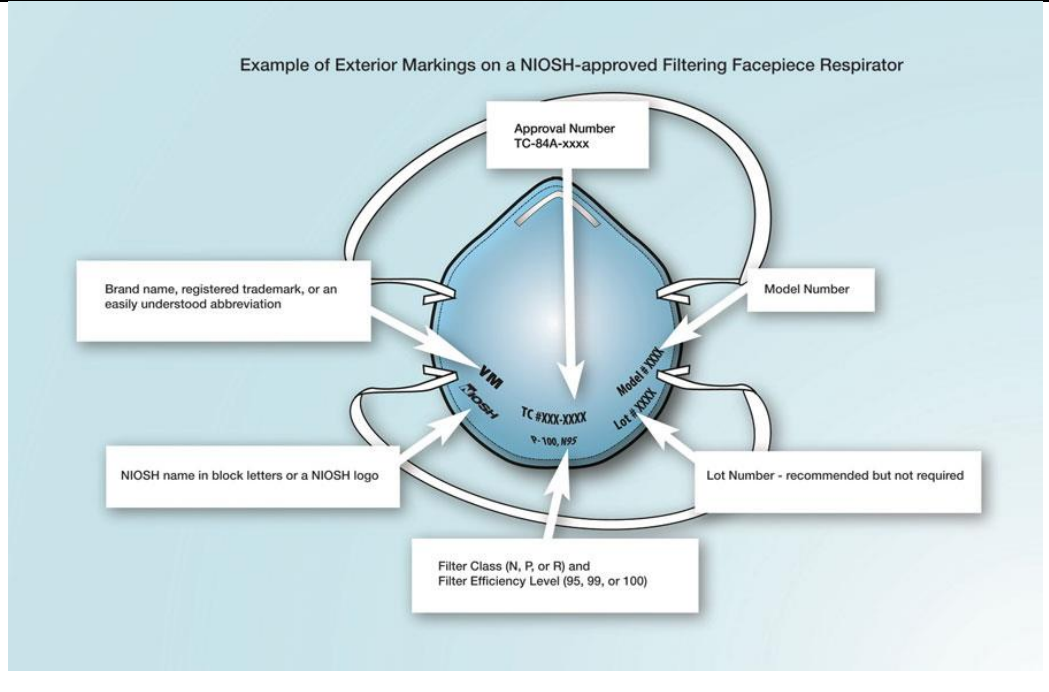 Example of Exterior Markings on a NIOSH-approved Filtering Facepiece Respirator
Approval Number
TC-84A-xxxx
Brand name, registered trademark, or an
easily understood abbreviation
Model Number
VM
NIOSH
TC #XXX-XXXX
P-100, N95
Model # XXXX
Lot # XXXX
NIOSH name in block letters or a NIOSH logo
Lot Number - recommended but not required
Filter Class (N, P, or R) and
Filter Efficiency Level (95, 99, or 100)